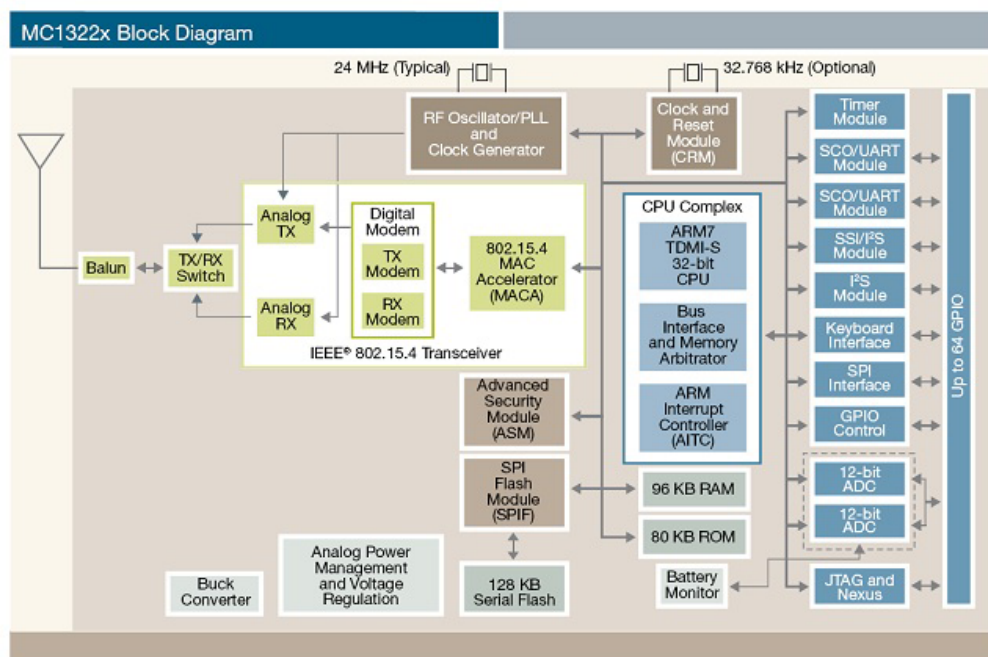 MC1322x Block Diagram
24 MHz (Typical)
32.768 kHz (Optional)
RF Oscillator/PLL
and
Clock Generator
Clock and
Reset
Module
(CRM)
Timer
Module
SCO/UART
Module
SCO/UART
Module
SSI/I²S
Module
I²S
Module
Keyboard
Interface
SPI
Interface
GPIO
Control
12-bit
ADC
12-bit
ADC
JTAG and
Nexus
Up to 64 GPIO
CPU Complex
ARM7
TDMI-S
32-bit
CPU
Bus
Interface
and Memory
Arbitrator
ARM
Interrupt
Controller
(AITC)
Balun
TX/RX
Switch
Analog
TX
Analog
RX
Digital
Modem
TX
Modem
RX
Modem
802.15.4
MAC
Accelerator
(MACA)
IEEE® 802.15.4 Transceiver
Advanced
Security
Module
(ASM)
SPI
Flash
Module
(SPIF)
96 KB RAM
80 KB ROM
Buck
Converter
Analog Power
Management
and Voltage
Regulation
128 KB
Serial Flash
Battery
Monitor